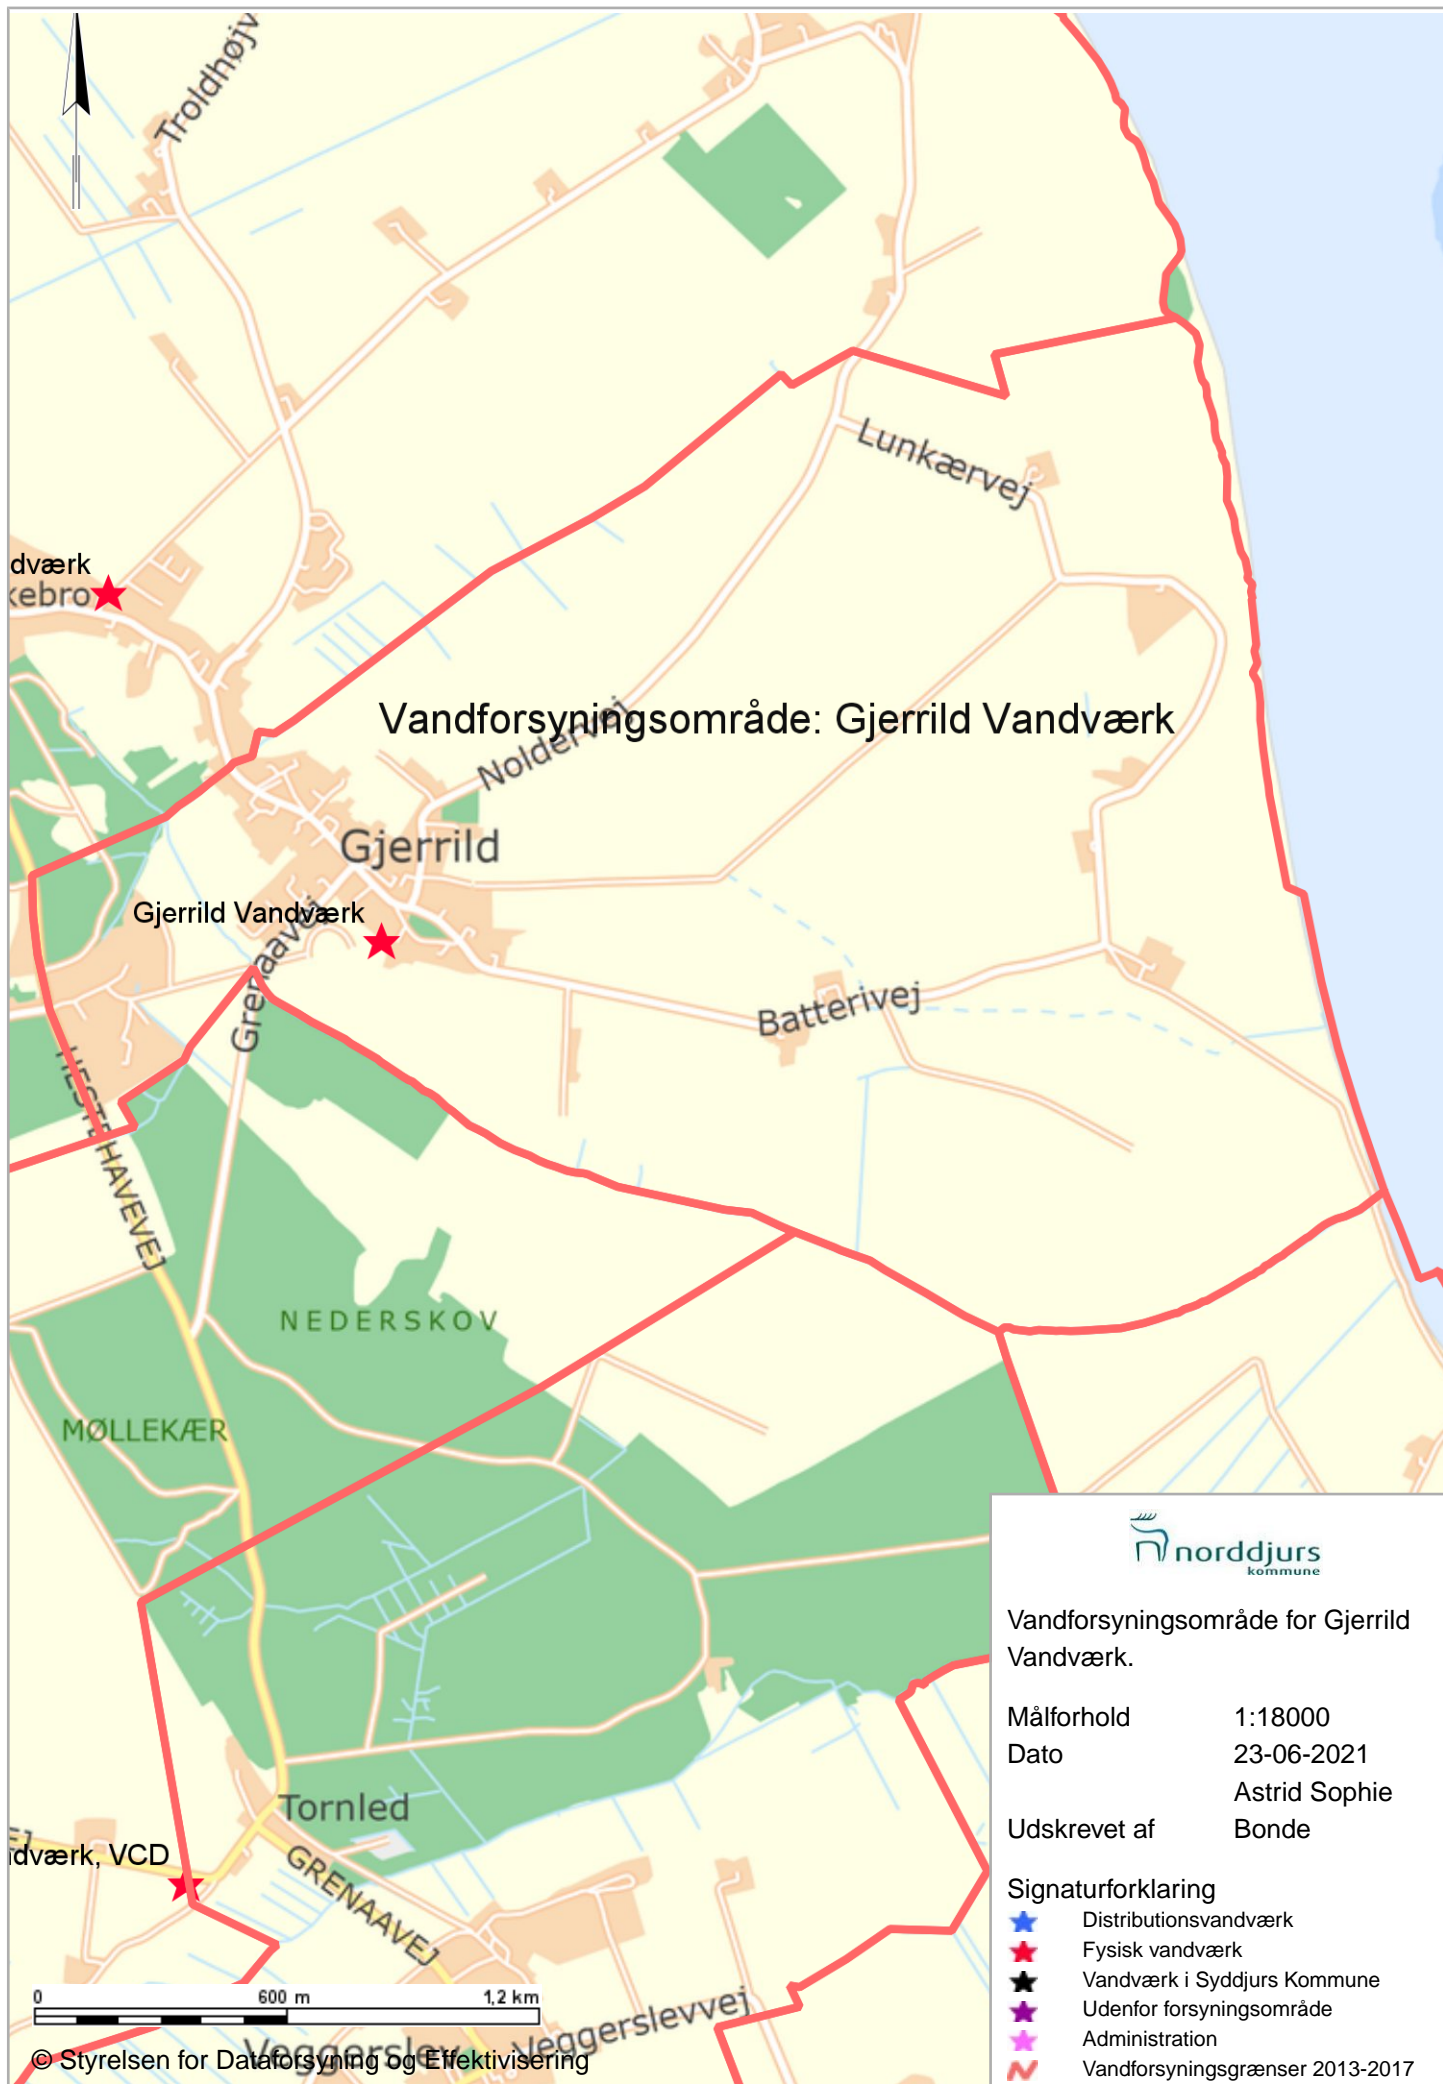 Troldhøjv
Lunkærvej
dværk
kebro
Vandforsyningsområde: Gjerrild Vandværk
Noldervej
Gjerrild
Gjerrild Vandværk
Grenaavej
Batterivej
HESTEHAVEVEJ
NEDERSKOV
MØLLEKÆR
norddjurs
kommune
Vandforsyningsområde for Gjerrild
Vandværk.
Målforhold 1:18000
Dato 23-06-2021
Astrid Sophie
Udskrevet af Bonde
Tornled
EJ
dværk, VCD
GRENAAVEJ
Signaturforklaring
Distributionsvandværk
Fysisk vandværk
Vandværk i Syddjurs Kommune
Udenfor forsyningsområde
Administration
Vandforsyningsgrænser 2013-2017
0 600 m 1,2 km
Veggerslev
Veggerslevvej
© Styrelsen for Dataforsyning og Effektivisering